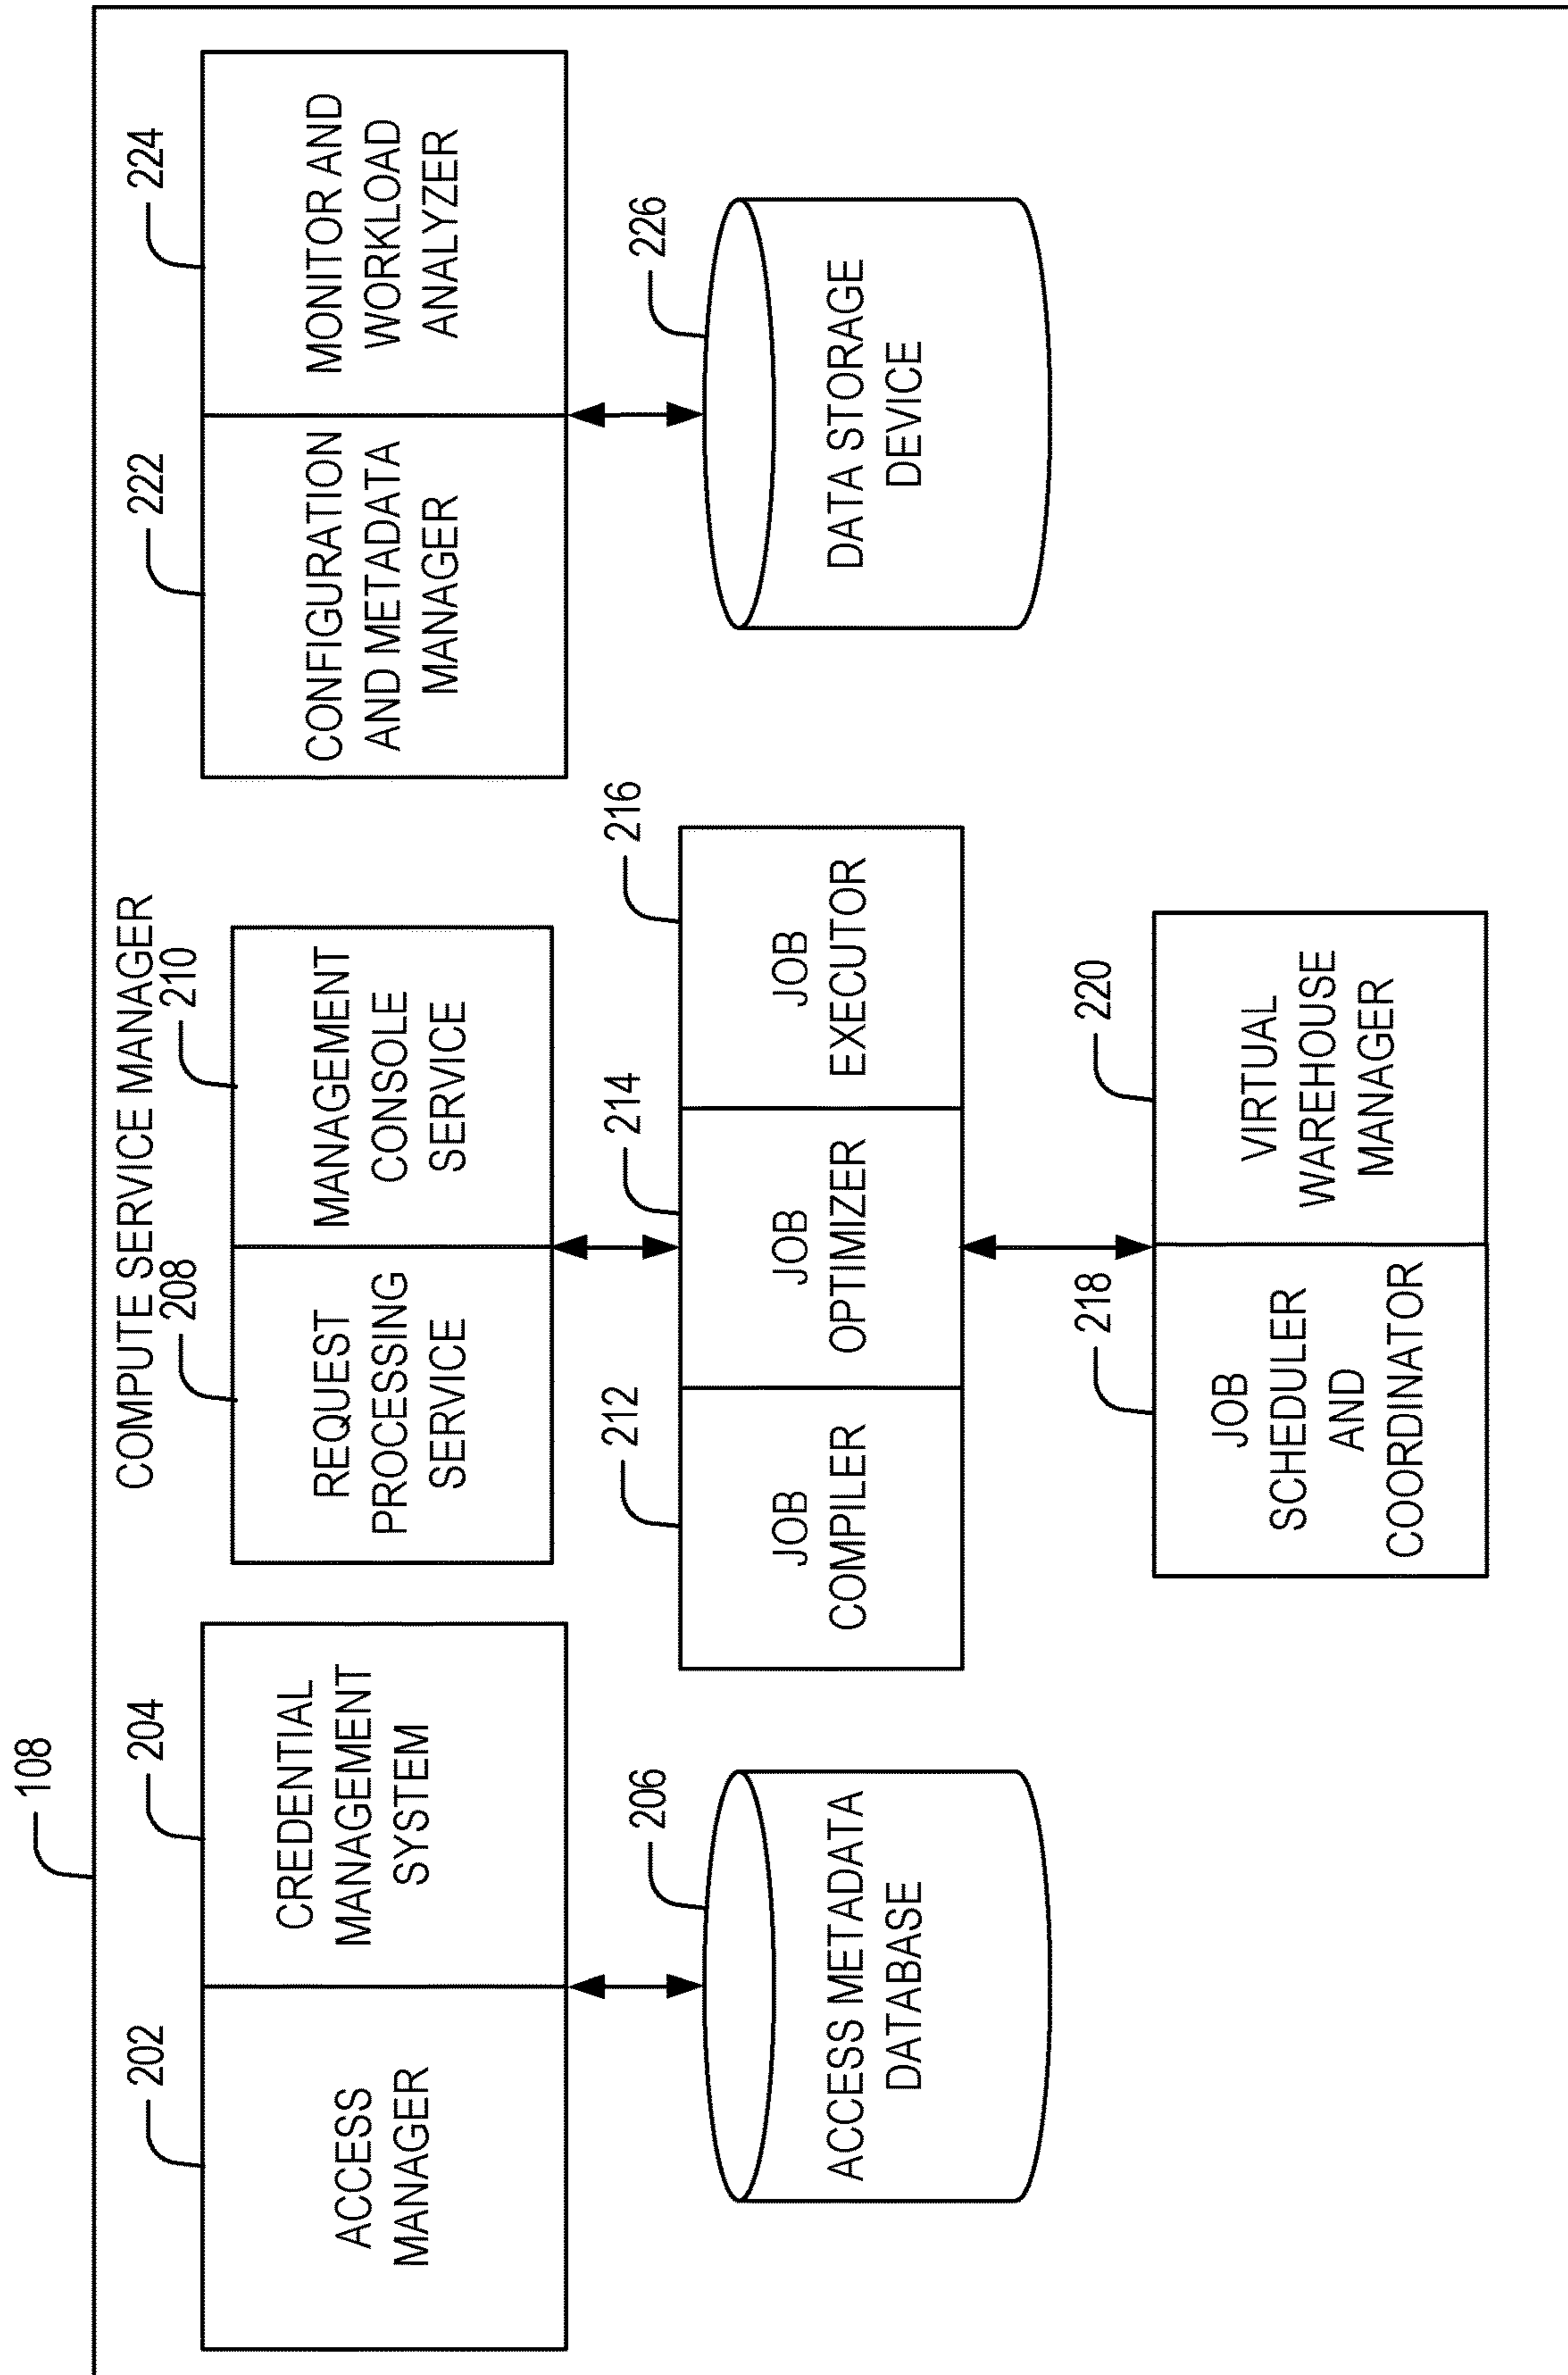 108
COMPUTE SERVICE MANAGER
202
204
ACCESS
MANAGER
CREDENTIAL
MANAGEMENT
SYSTEM
206
ACCESS METADATA
DATABASE
208
210
REQUEST
PROCESSING
SERVICE
MANAGEMENT
CONSOLE
SERVICE
212
214
216
JOB
COMPILER
JOB
OPTIMIZER
JOB
EXECUTOR
218
220
JOB
SCHEDULER
AND
COORDINATOR
VIRTUAL
WAREHOUSE
MANAGER
222
224
CONFIGURATION
AND METADATA
MANAGER
MONITOR AND
WORKLOAD
ANALYZER
226
DATA STORAGE
DEVICE